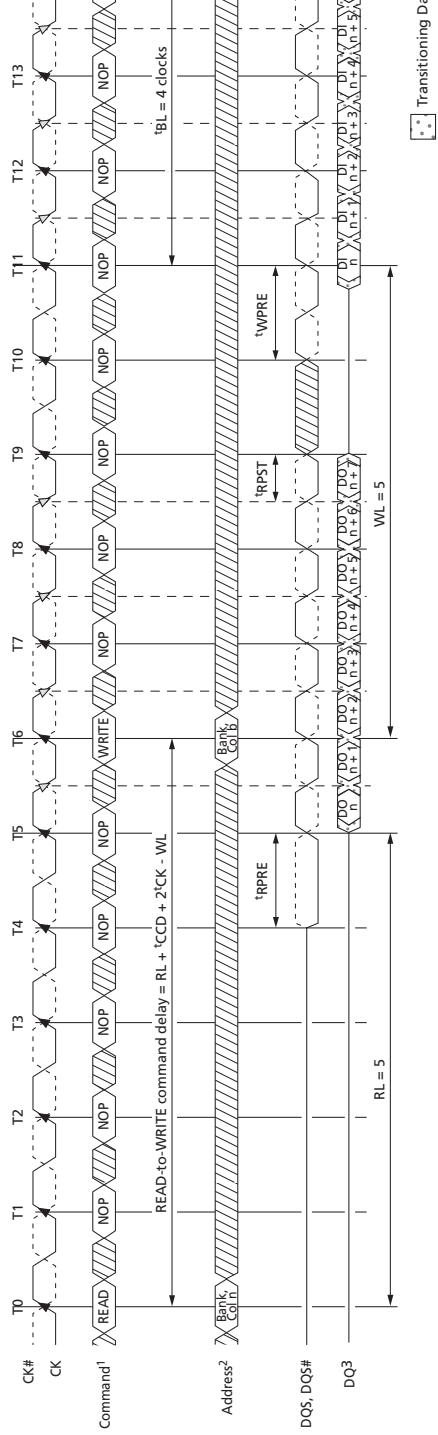 T0 T1 T2 T3 T4 T5 T6 T7 T8 T9 T10 T11 T12 T13
CK#
CK
Command1 READ NOP NOP NOP NOP NOP WRITE NOP NOP NOP NOP NOP NOP NOP
READ-to-WRITE command delay = RL + tCCD + 2tCK - WL
tBL = 4 clocks
Address2 Bank, Col n Bank, Col b
tRPRE tRPST tWPRE
DQS, DQS#
DQ3 DO n DO n + 1 DO n + 2 DO n + 3 DO n + 4 DO n + 5 DO n + 6 DO n + 7 DI n DI n + 1 DI n + 2 DI n + 3 DI n + 4 DI n + 5
RL = 5 WL = 5
Transitioning Da